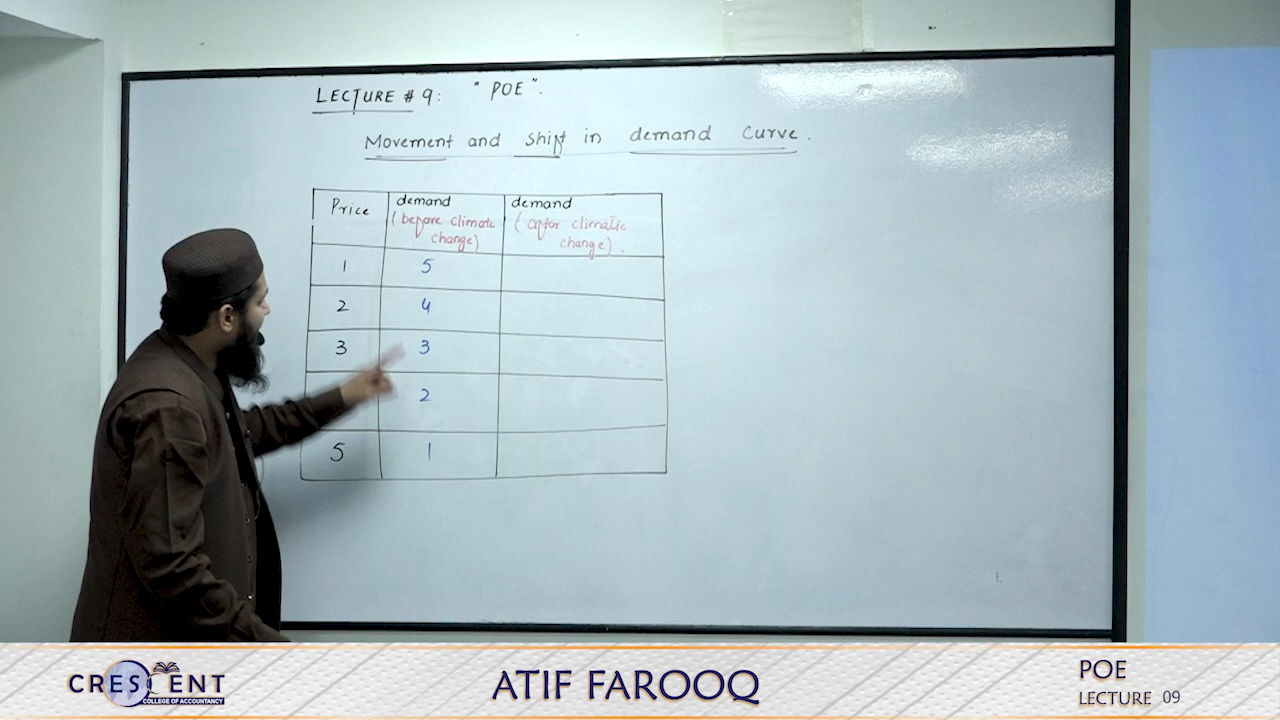 LECTURE # 9: "POE".
Movement and shift in demand curve.
Price demand demand
(before climate (after climatic
change) change).
1 5
2 4
3 3
2
5 1
CRESCENT
COLLEGE OF ACCOUNTANCY
ATIF FAROOQ
POE
LECTURE 09